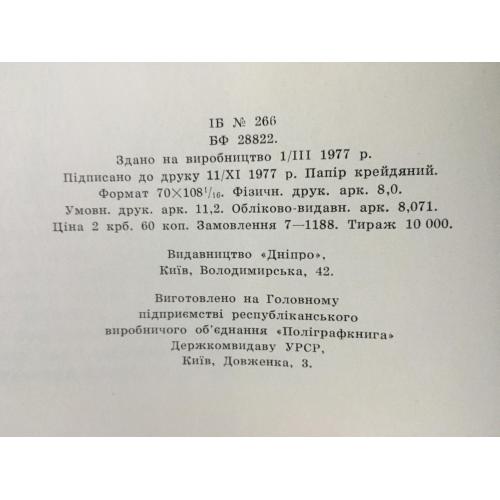 ІБ № 266
БФ 28822.
Здано на виробництво 1/III 1977 р.
Підписано до друку 11/XI 1977 р. Папір крейдяний.
Формат 70×108¹/₁₆. Фізичн. друк. арк. 8,0.
Умовн. друк. арк. 11,2. Обліково-видавн. арк. 8,071.
Ціна 2 крб. 60 коп. Замовлення 7—1188. Тираж 10 000.
Видавництво «Дніпро»,
Київ, Володимирська, 42.
Виготовлено на Головному
підприємстві республіканського
виробничого об'єднання «Поліграфкнига»
Держкомвидаву УРСР,
Київ, Довженка, 3.